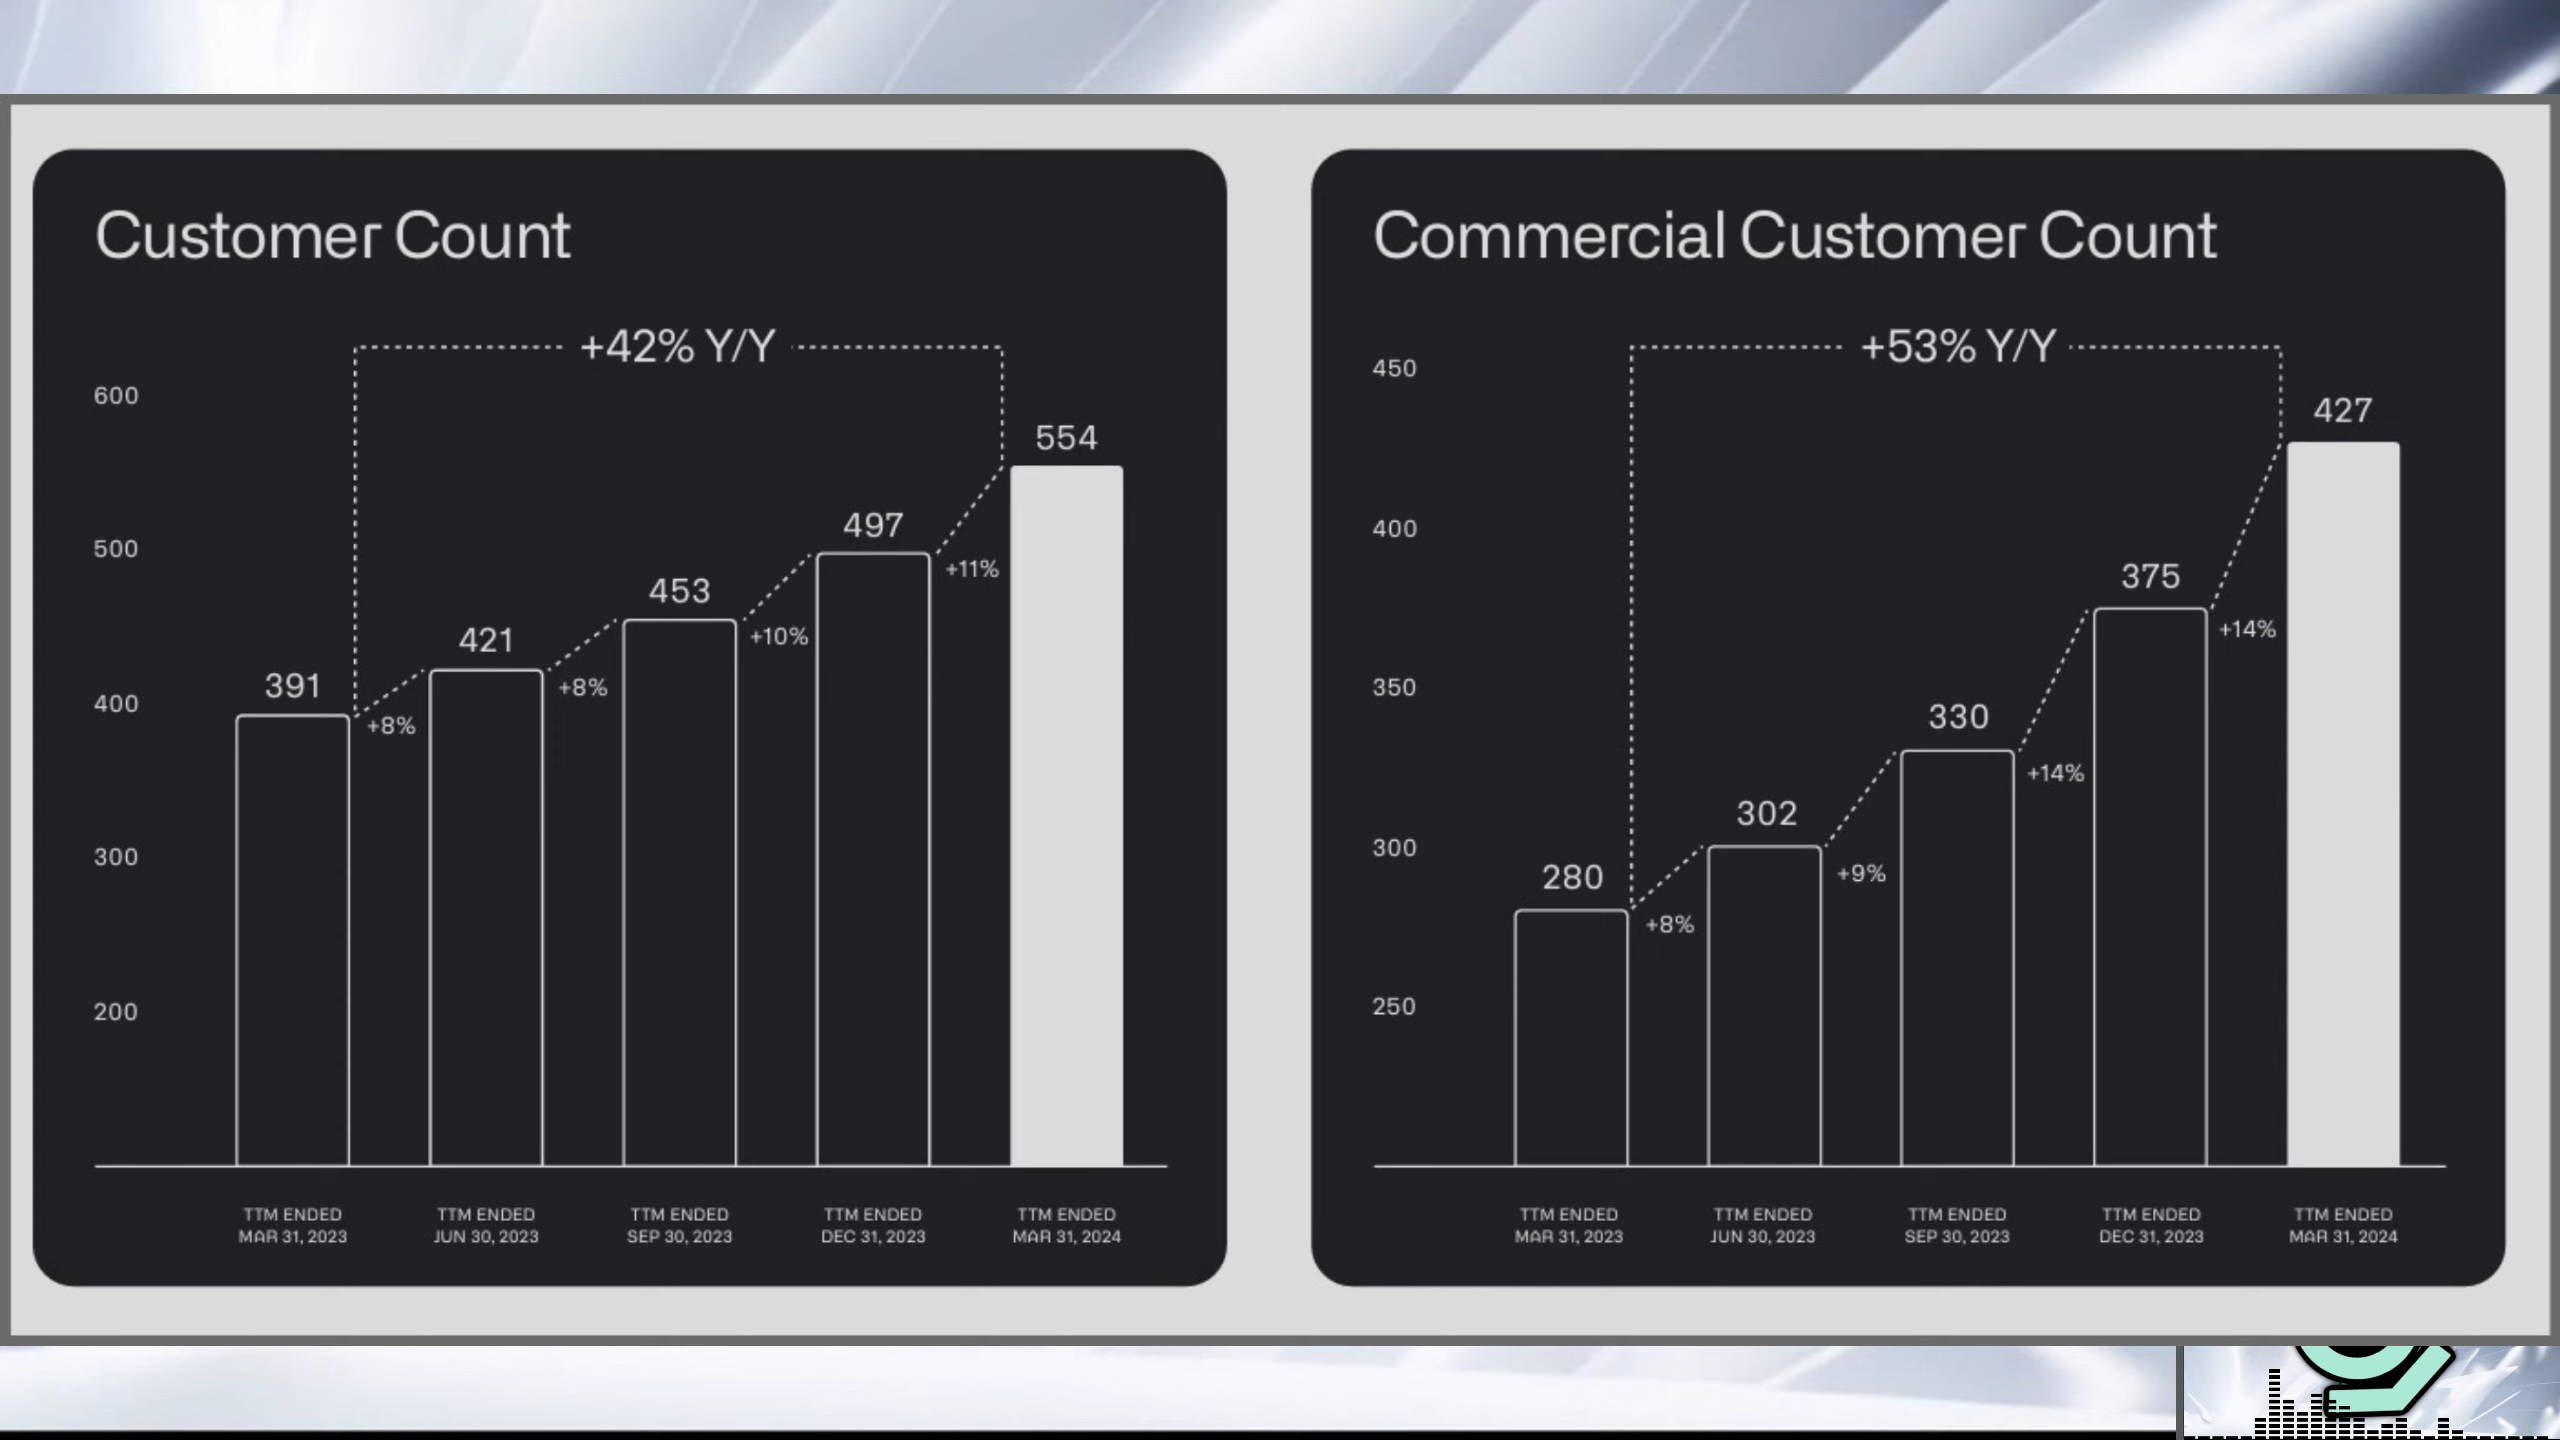 Customer Count
+42% Y/Y
600
500
400
300
200
391
+8%
421
+8%
453
+10%
497
+11%
554
TTM ENDED
MAR 31, 2023
TTM ENDED
JUN 30, 2023
TTM ENDED
SEP 30, 2023
TTM ENDED
DEC 31, 2023
TTM ENDED
MAR 31, 2024
Commercial Customer Count
+53% Y/Y
450
400
350
300
250
280
+8%
302
+9%
330
+14%
375
+14%
427
TTM ENDED
MAR 31, 2023
TTM ENDED
JUN 30, 2023
TTM ENDED
SEP 30, 2023
TTM ENDED
DEC 31, 2023
TTM ENDED
MAR 31, 2024